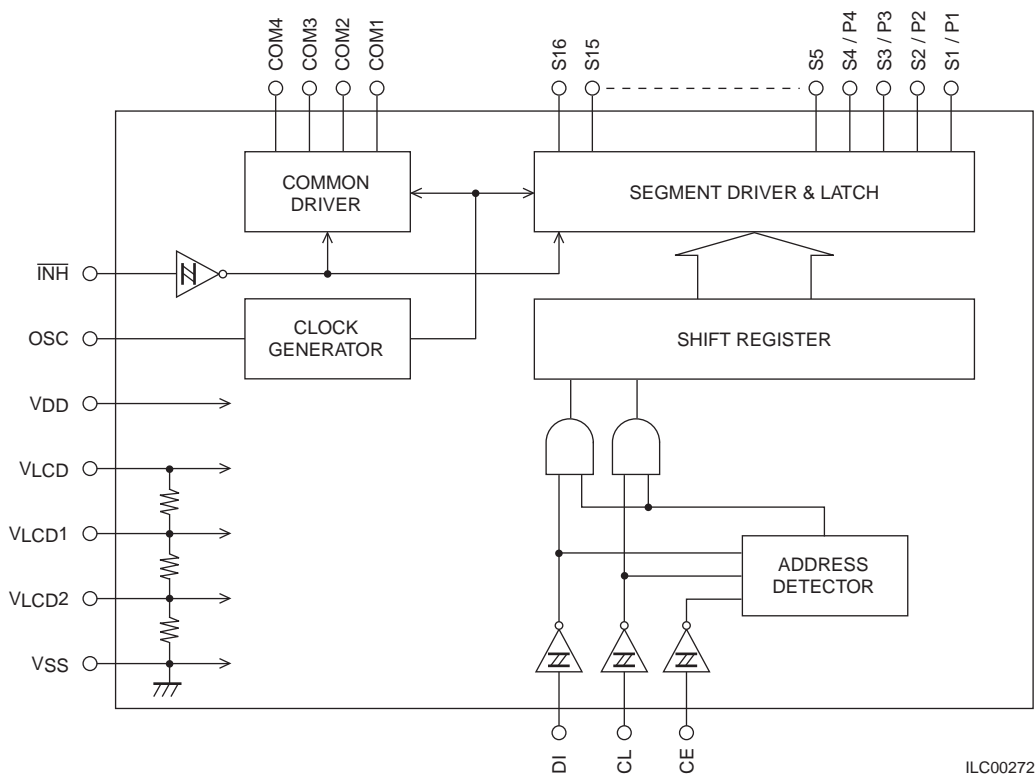 COM4
COM3
COM2
COM1
S16
S15
S5
S4 / P4
S3 / P3
S2 / P2
S1 / P1
COMMON
DRIVER
SEGMENT DRIVER & LATCH
INH
OSC
CLOCK
GENERATOR
SHIFT REGISTER
VDD
VLCD
VLCD1
VLCD2
VSS
ADDRESS
DETECTOR
DI
CL
CE
ILC00272